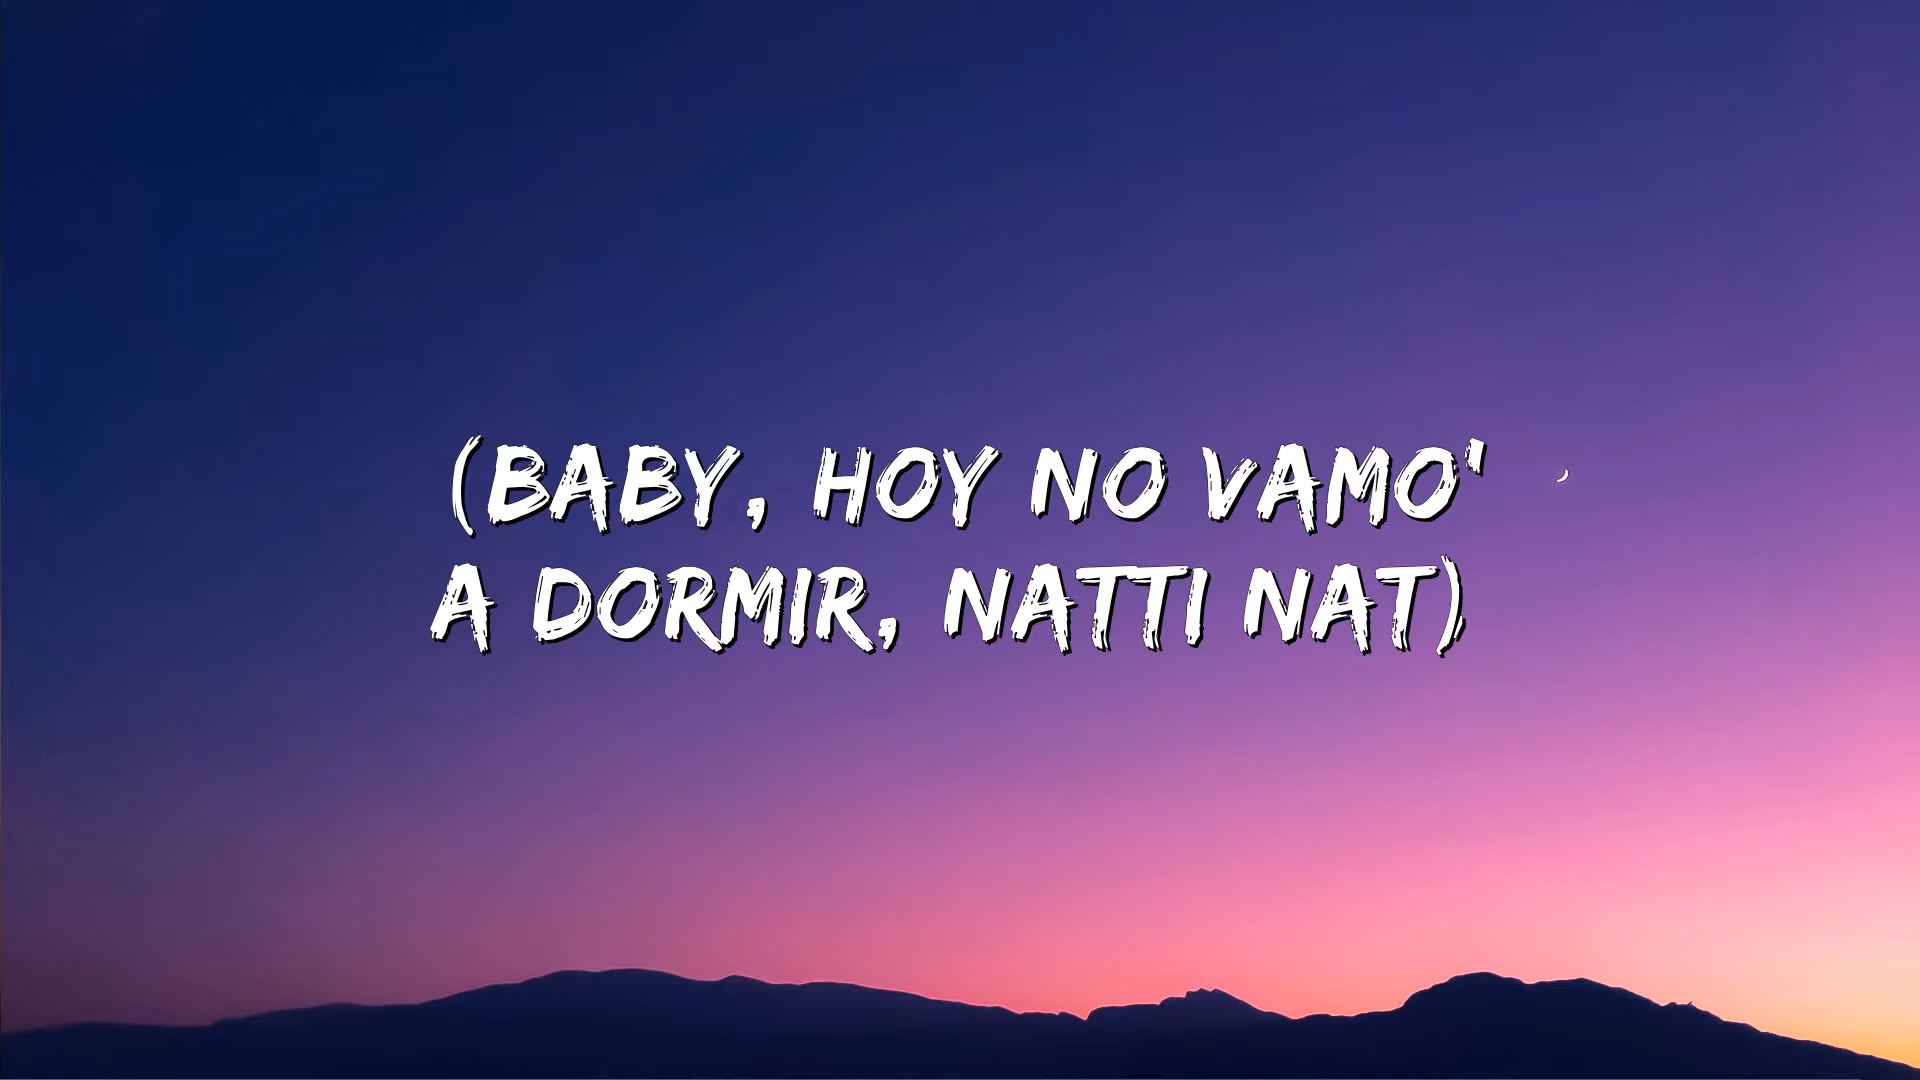 (BABY, HOY NO VAMO'
A DORMIR, NATTI NAT)